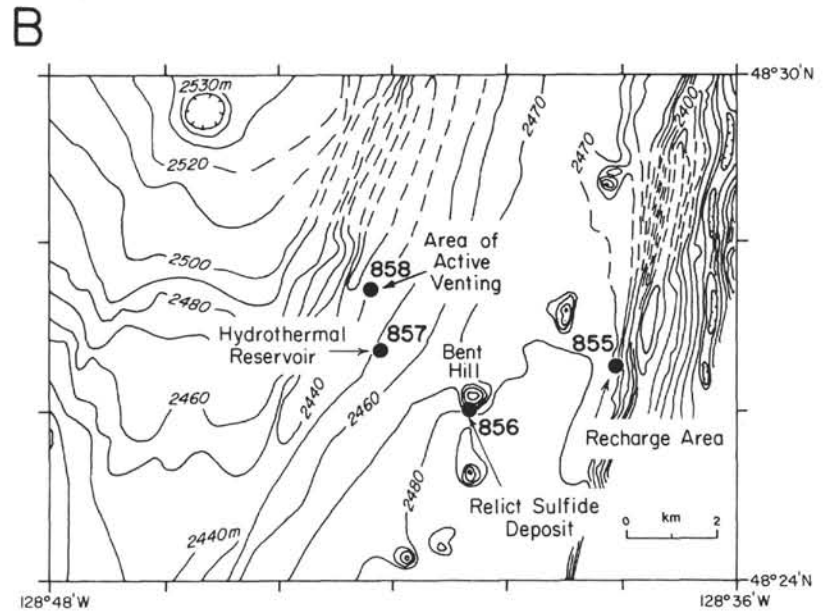 B
2530m
2520
2500
2480
2460
2440
2440m
2460
2480
2470
2470
2400
48°30'N
858
Area of
Active
Venting
857
Hydrothermal
Reservoir
Bent
Hill
856
Relict Sulfide
Deposit
855
Recharge Area
0 km 2
48°24'N
128°48'W
128°36'W